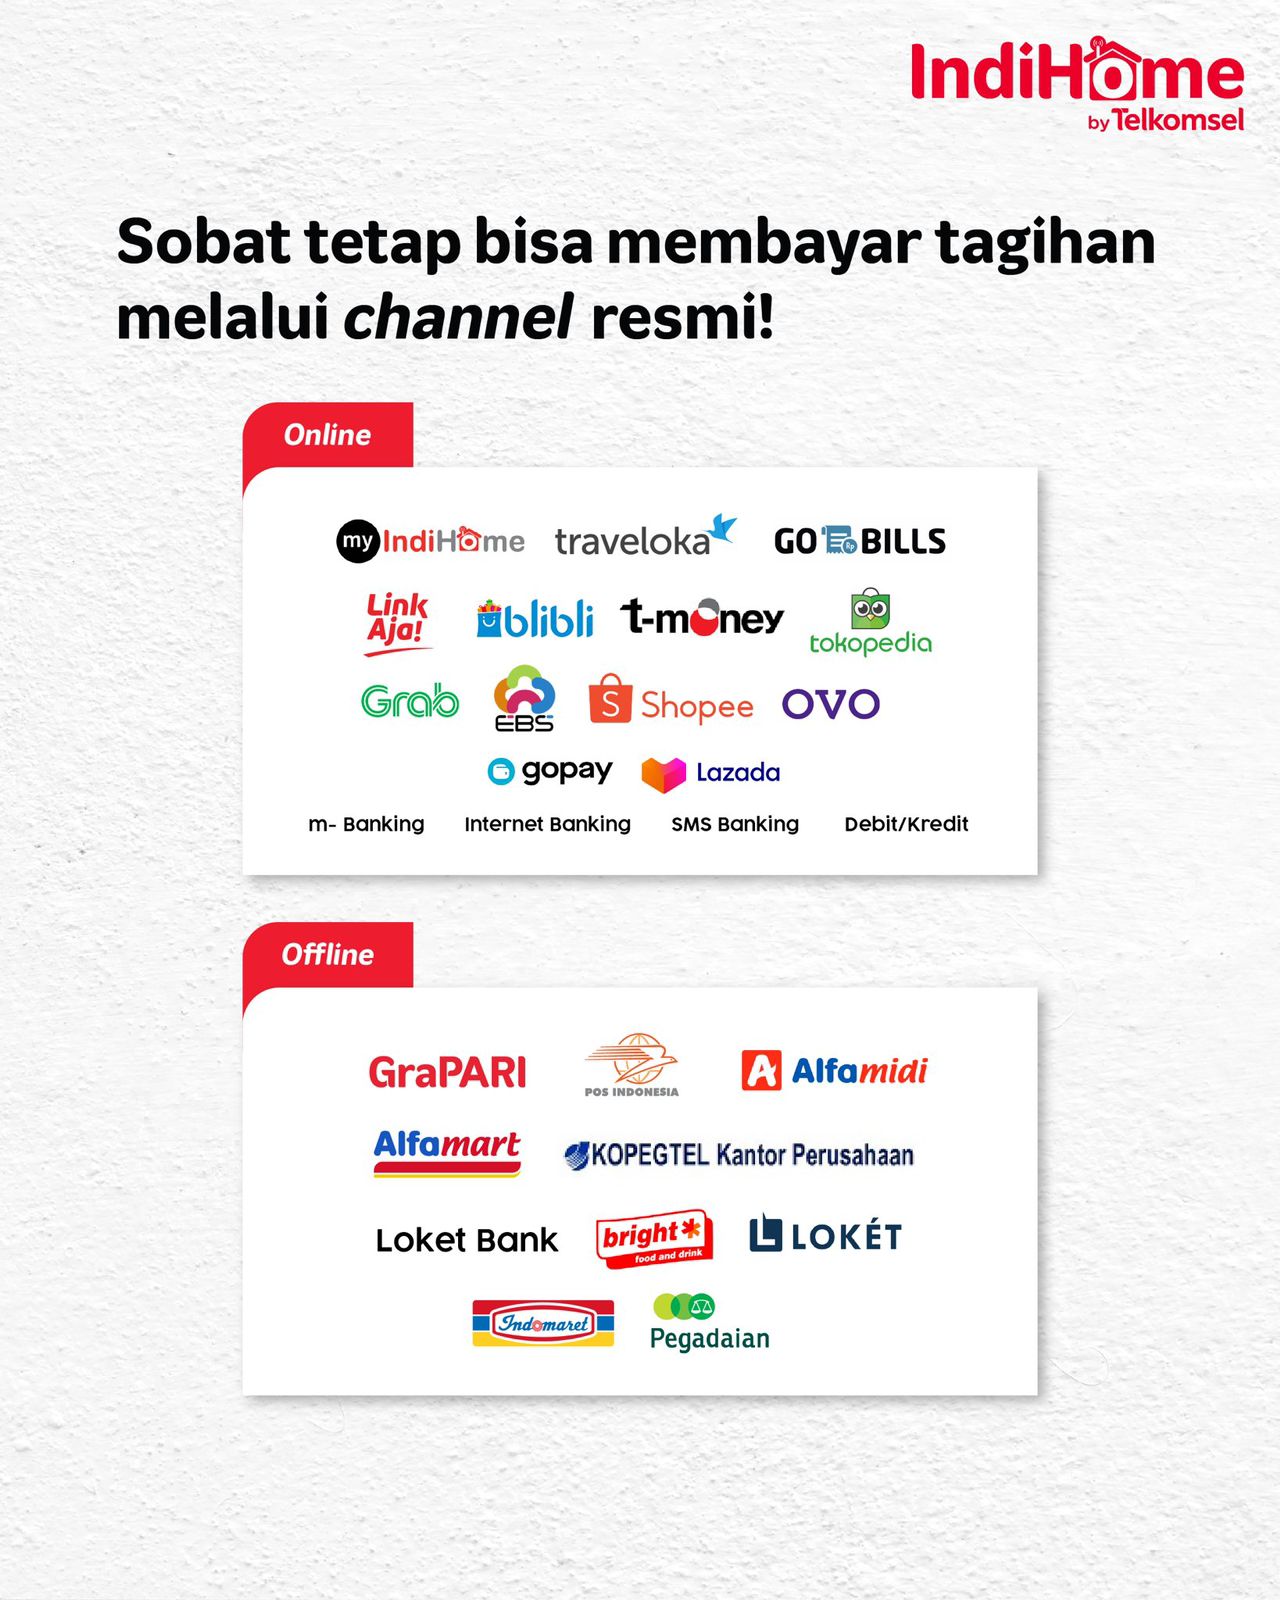 IndiHome
by Telkomsel
Sobat tetap bisa membayar tagihan
melalui channel resmi!
Online
my IndiHome traveloka GO Rp BILLS
Link Aja! blibli t-money tokopedia
Grab EBS S Shopee OVO
gopay Lazada
m- Banking Internet Banking SMS Banking Debit/Kredit
Offline
GraPARI POS INDONESIA A Alfamidi
Alfamart KOPEGTEL Kantor Perusahaan
Loket Bank bright* food and drink L LOKÉT
Indomaret Pegadaian